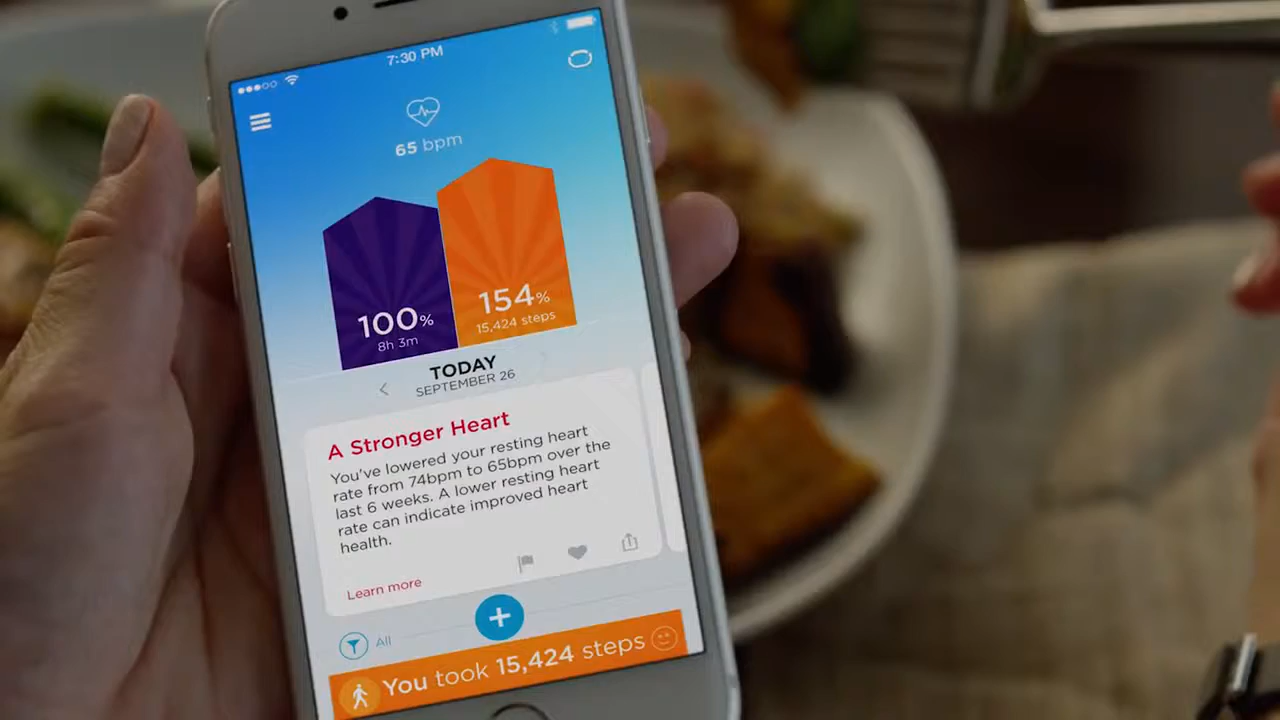 7:30 PM
65 bpm
100%
8h 3m
154%
15,424 steps
TODAY
SEPTEMBER 26
A Stronger Heart
You've lowered your resting heart
rate from 74bpm to 65bpm over the
last 6 weeks. A lower resting heart
rate can indicate improved heart
health.
Learn more
All
You took 15,424 steps